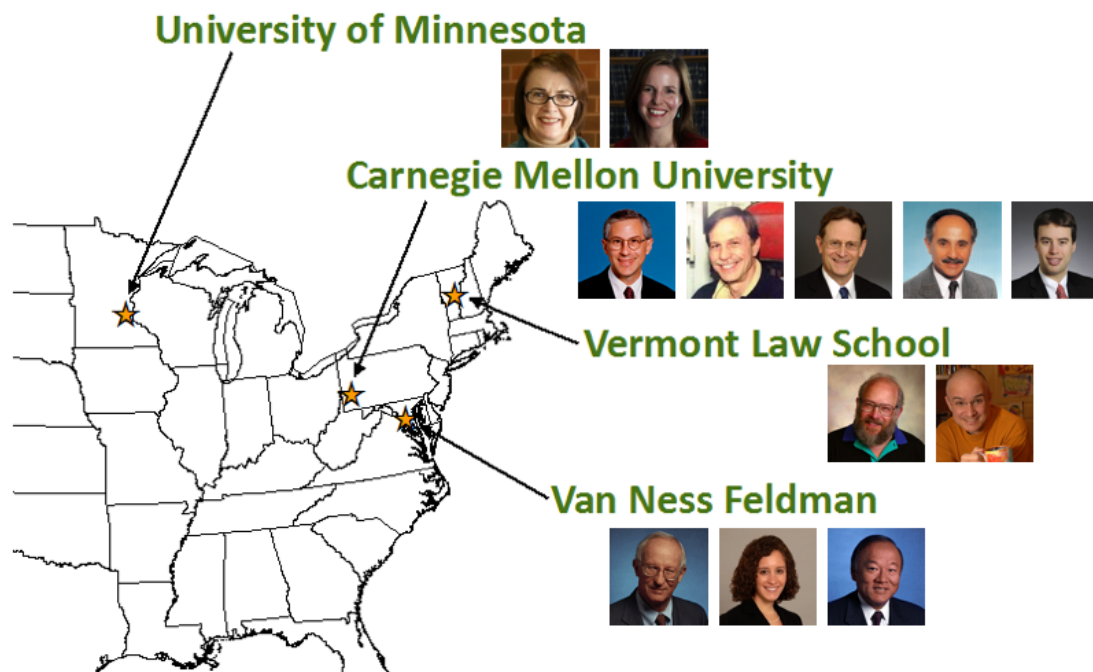 University of Minnesota
Carnegie Mellon University
Vermont Law School
Van Ness Feldman